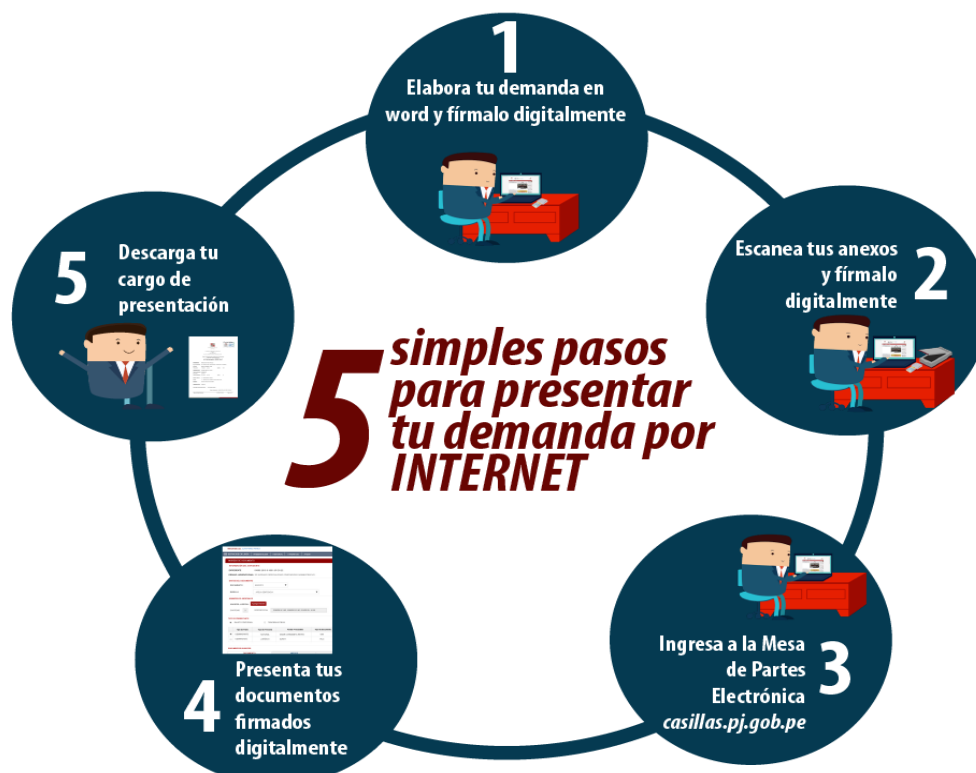 1
Elabora tu demanda en
word y fírmalo digitalmente
2
Escanea tus anexos
y fírmalo
digitalmente
3
Ingresa a la Mesa
de Partes
Electrónica
casillas.pj.gob.pe
4
Presenta tus
documentos
firmados
digitalmente
5
Descarga tu
cargo de
presentación
5 simples pasos
para presentar
tu demanda por
INTERNET